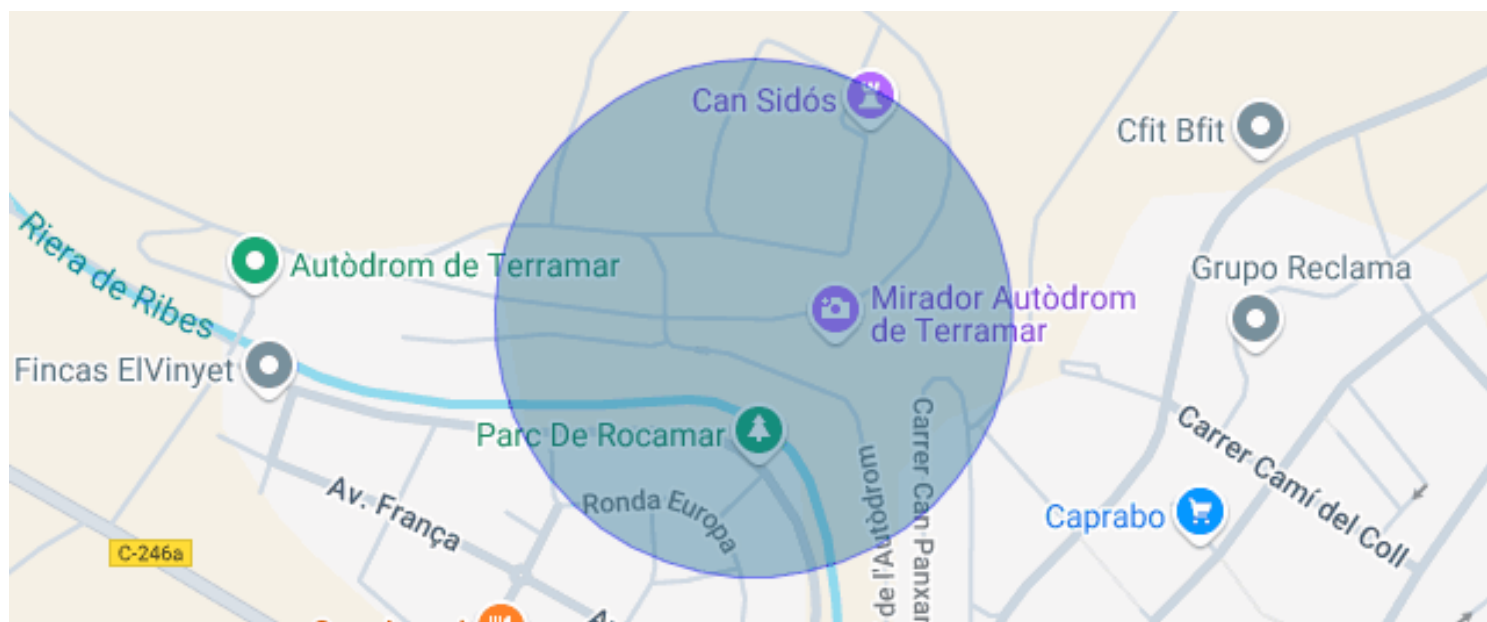 Can Sidós
Cfit Bfit
Riera de Ribes
Autòdrom de Terramar
Grupo Reclama
Mirador Autòdrom
de Terramar
Fincas ElVinyet
Parc De Rocamar
Carrer Can Panxar
de l'Autòdrom
Carrer Camí del Coll
Av. França
Ronda Europa
Caprabo
C-246a